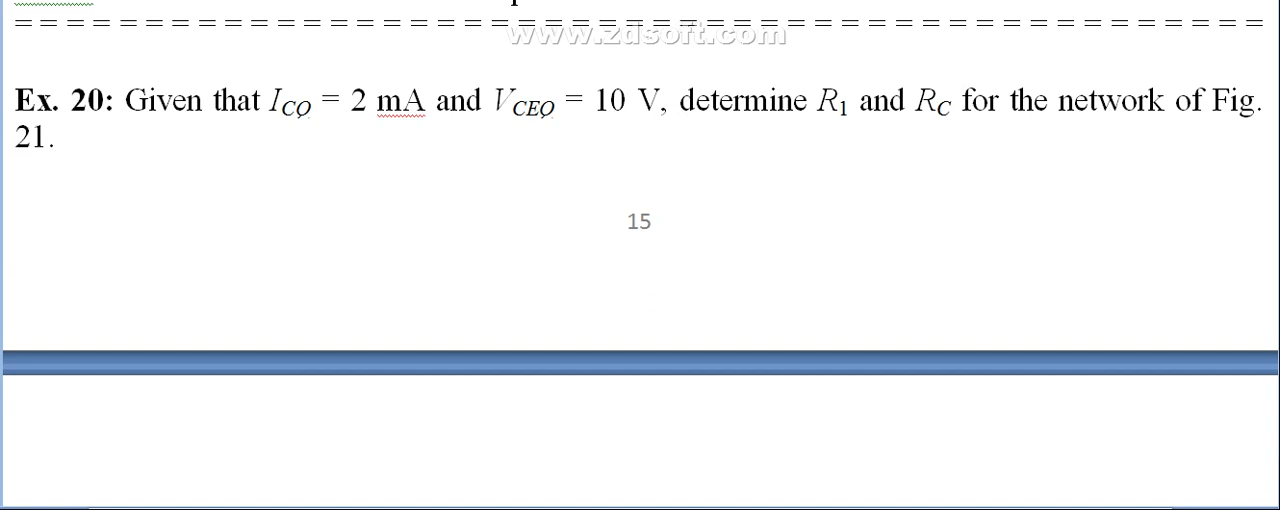 = = = = = = = = = = = = = = = = = = = = = = = = = = = = = = = = = = = = = = = = = = = = = = = =
www.zdsoft.com
Ex. 20: Given that I_CQ = 2 mA and V_CEQ = 10 V, determine R_1 and R_C for the network of Fig.
21.
15